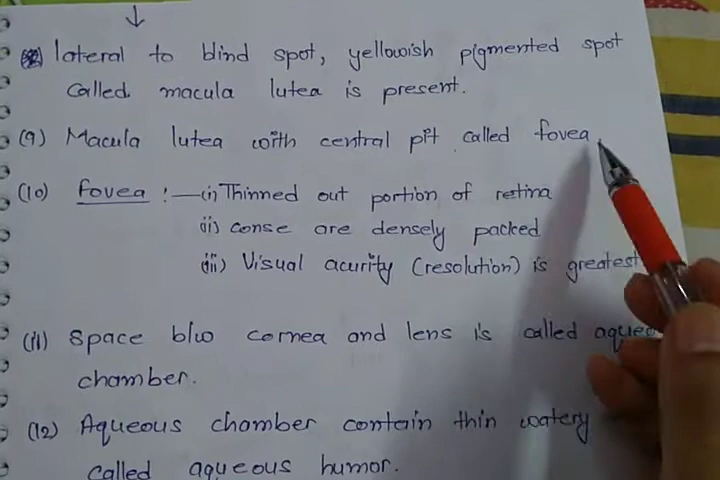 lateral to blind spot, yellowish pigmented spot
called macula lutea is present.
(9) Macula lutea with central pit called fovea
(10) fovea :— (i) Thinned out portion of retina
(ii) conse are densely packed
(iii) Visual acurity (resolution) is greatest
(11) Space b/w cornea and lens is called
chamber.
(12) Aqueous chamber contain thin watery
called aqueous humor.